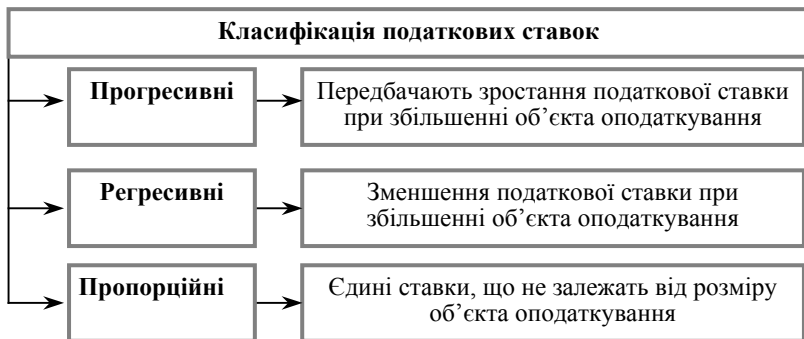 Класифікація податкових ставок
Прогресивні
Передбачають зростання податкової ставки
при збільшенні об’єкта оподаткування
Регресивні
Зменшення податкової ставки при
збільшенні об’єкта оподаткування
Пропорційні
Єдині ставки, що не залежать від розміру
об’єкта оподаткування